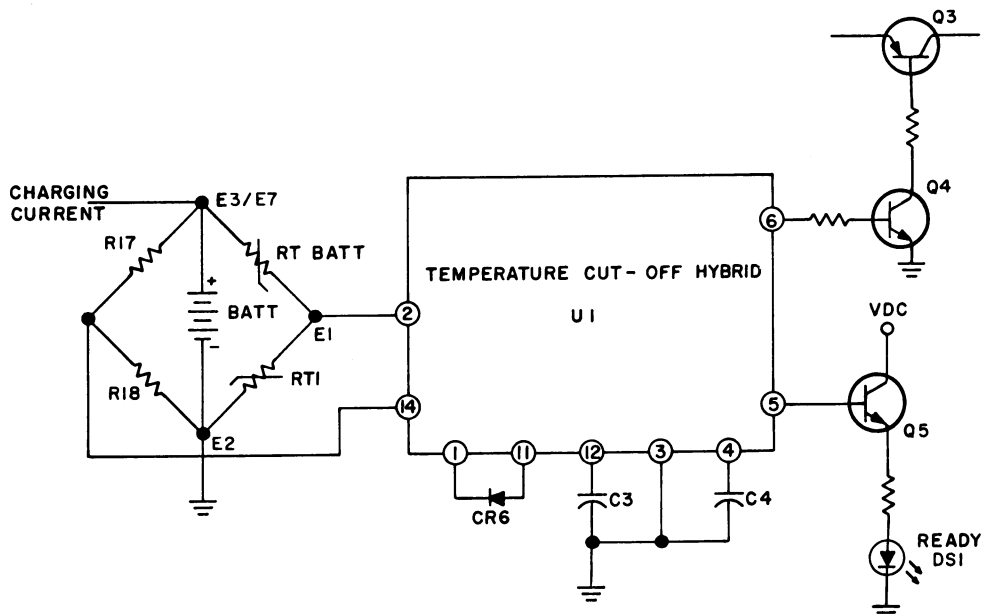 Q3
Q4
CHARGING
CURRENT
E3/E7
R17
RT BATT
+
BATT
-
E1
R18
RT1
E2
TEMPERATURE CUT-OFF HYBRID
U1
2
14
6
5
1
11
12
3
4
CR6
C3
C4
VDC
Q5
READY
DS1